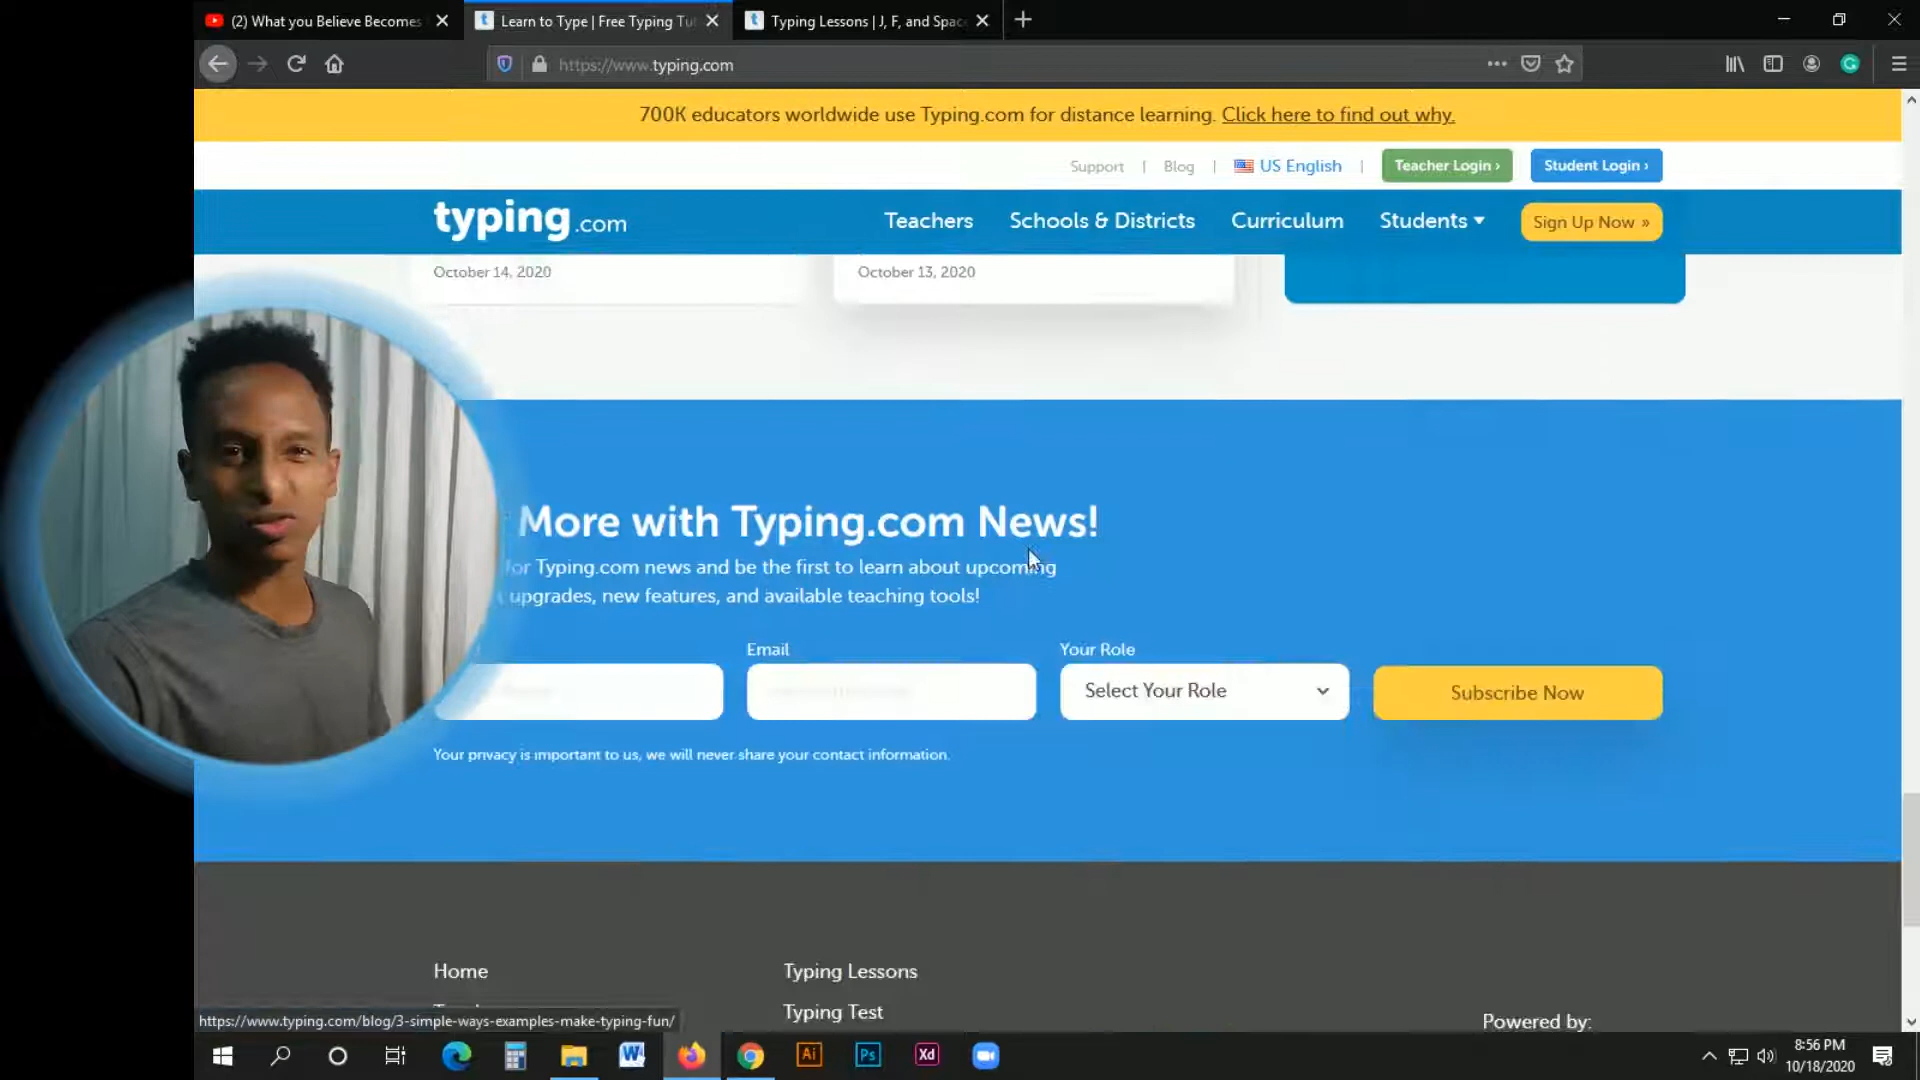 (2) What you Believe Becomes
Learn to Type | Free Typing Tut
Typing Lessons | J, F, and Spac
https://www.typing.com
700K educators worldwide use Typing.com for distance learning. Click here to find out why.
Support | Blog | US English | Teacher Login › Student Login ›
typing.com
Teachers Schools & Districts Curriculum Students Sign Up Now »
October 14, 2020
October 13, 2020
More with Typing.com News!
for Typing.com news and be the first to learn about upcoming
upgrades, new features, and available teaching tools!
Email
Your Role
Select Your Role
Subscribe Now
Your privacy is important to us, we will never share your contact information.
Home
Typing Lessons
Typing Test
https://www.typing.com/blog/3-simple-ways-examples-make-typing-fun/
Powered by:
Ai
Ps
Xd
8:56 PM
10/18/2020